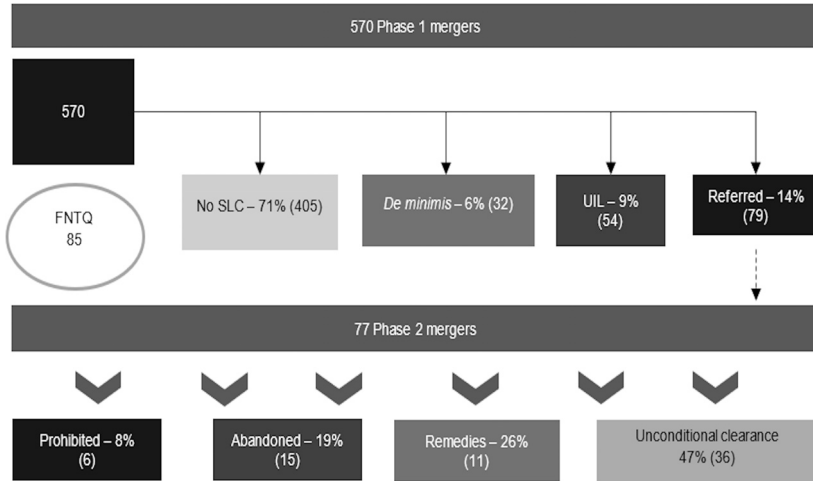 570 Phase 1 mergers
570
FNTQ
85
No SLC – 71% (405)
De minimis – 6% (32)
UIL – 9%
(54)
Referred – 14%
(79)
77 Phase 2 mergers
Prohibited – 8%
(6)
Abandoned – 19%
(15)
Remedies – 26%
(11)
Unconditional clearance
47% (36)